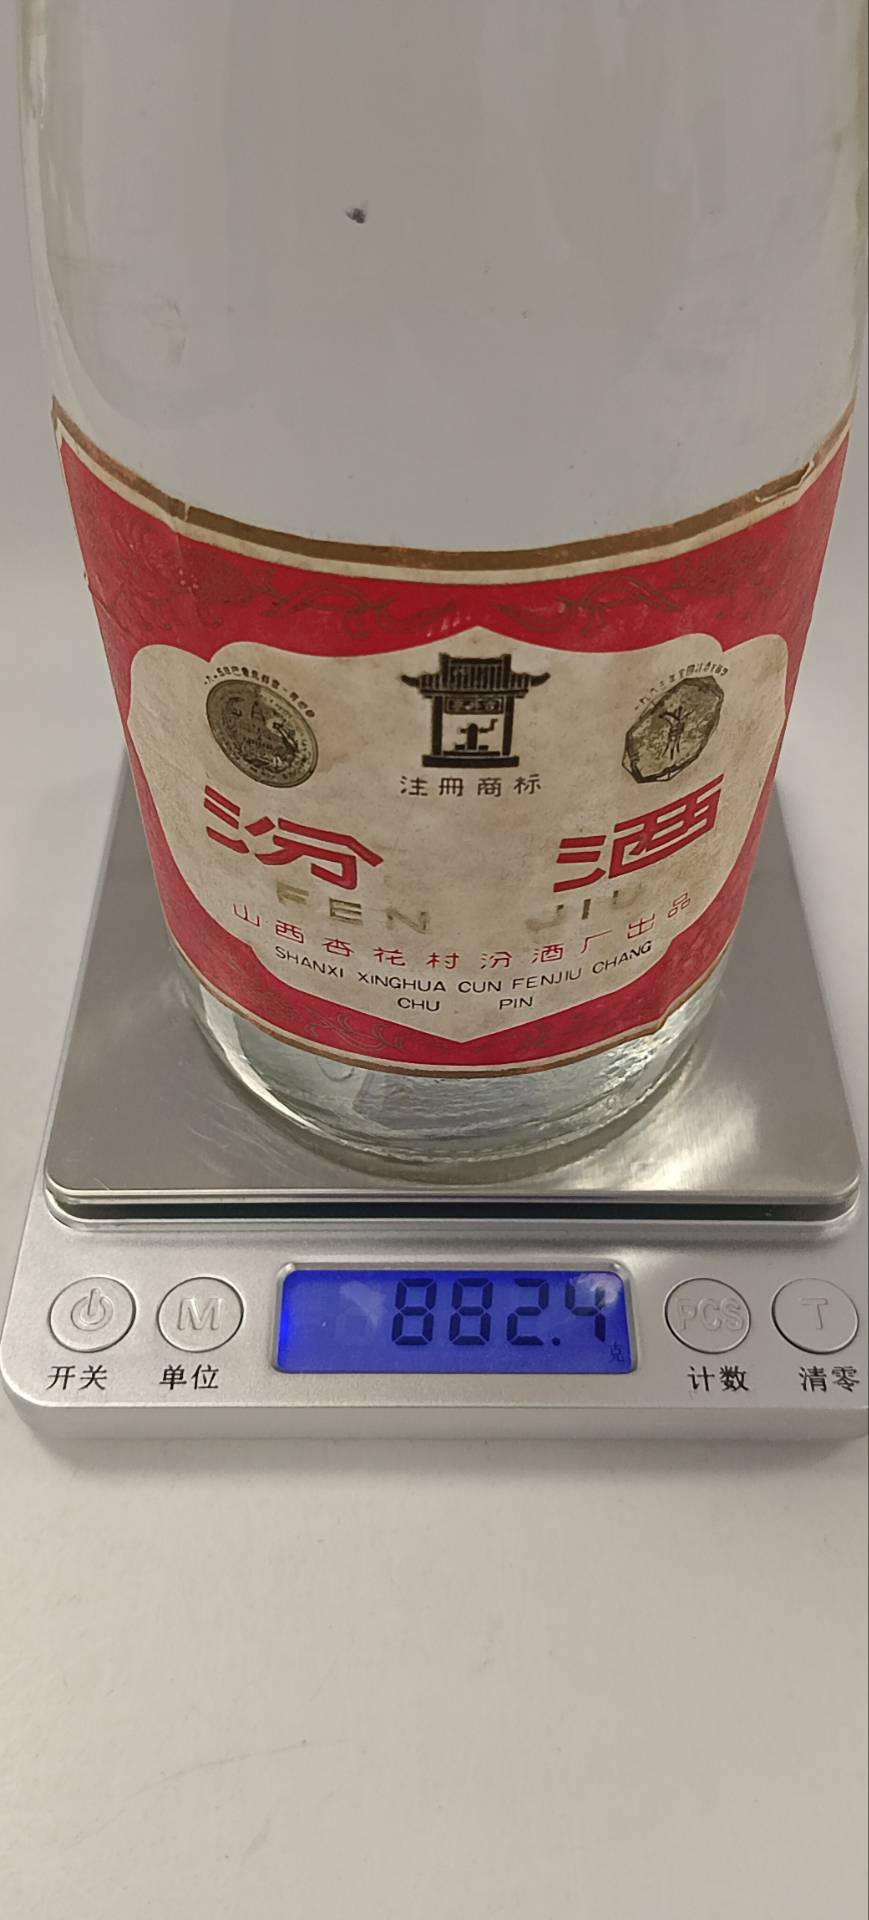 注册商标
汾酒
FEN JIU
山西杏花村汾酒厂出品
SHANXI XINGHUA CUN FENJIU CHANG
CHU PIN
882.4
克
M
PCS
T
开关
单位
计数
清零